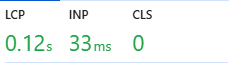 LCP INP CLS
0.12s 33ms 0